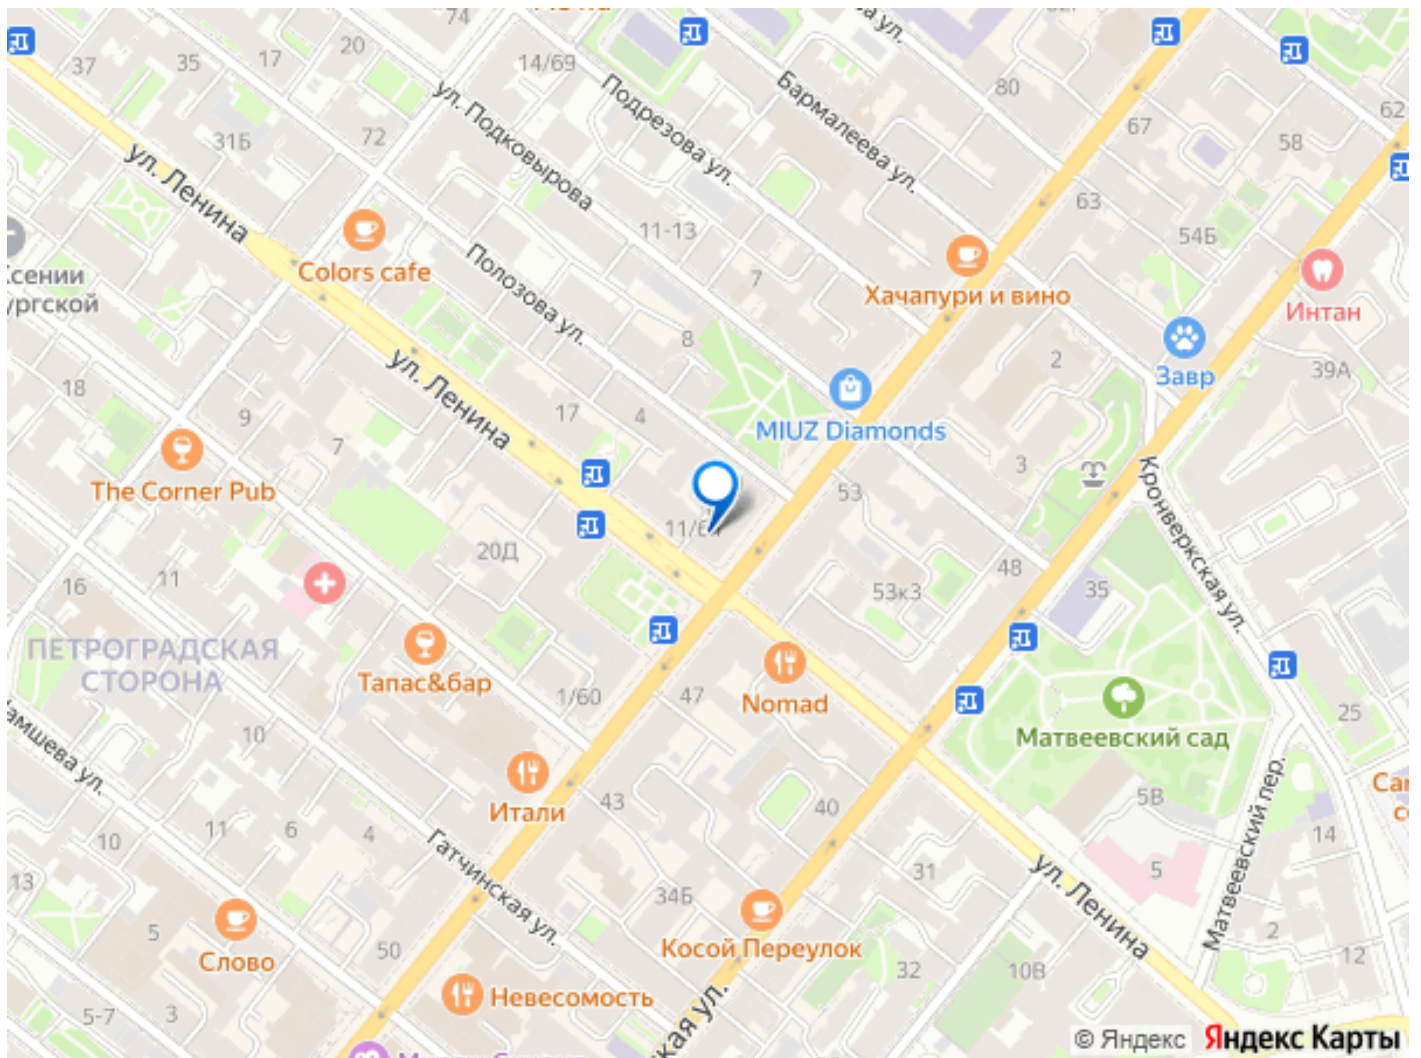 74
20
17
35
37
14/69
80
62
67
58
ул. Подковырова
Подрезова ул.
Бармалеева ул.
ул.
31Б
72
ул. Ленина
63
54Б
11-13
7
Colors cafe
Полозова ул.
Хачапури и вино
Интан
8
2
39А
Завр
18
9
7
17
4
ул. Ленина
MIUZ Diamonds
3
The Corner Pub
53
11/64
Кронверкская ул.
20Д
16
11
48
53к3
35
ПЕТРОГРАДСКАЯ
СТОРОНА
Тапас&бар
1/60
47
Nomad
Матвеевский сад
25
10
Итали
43
40
5В
14
10
11
6
4
13
Гатчинская ул.
31
5
ул. Ленина
Матвеевский пер.
34Б
5
Слово
50
Косой Переулок
32
10В
2
12
Невесомость
5-7
3
© Яндекс Яндекс Карты